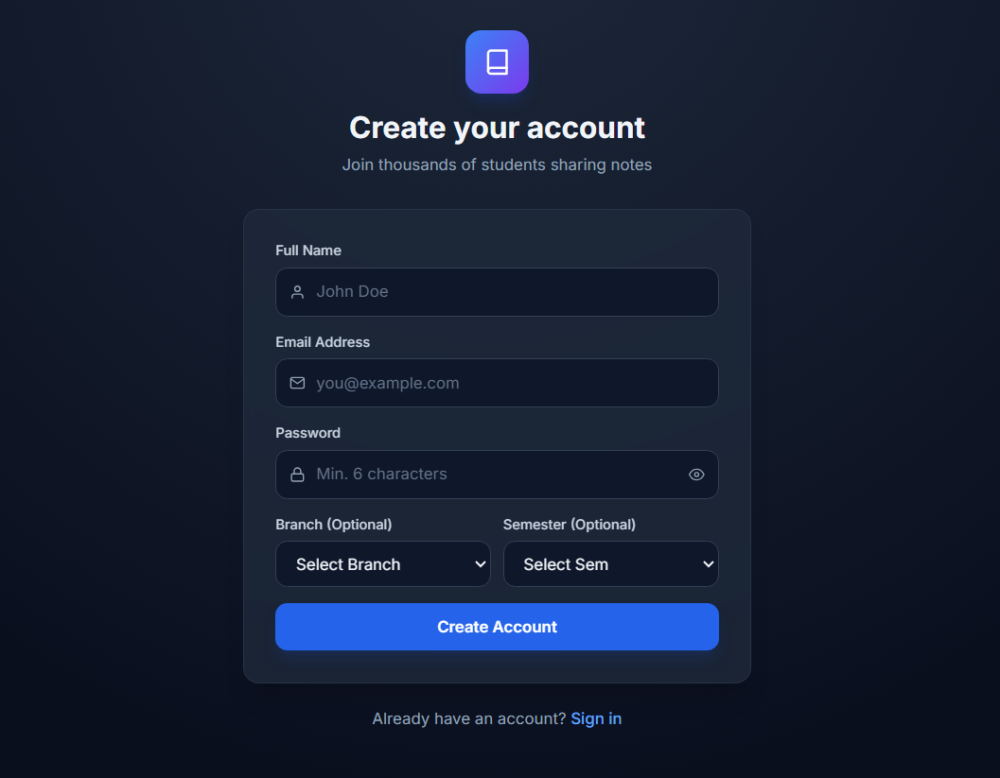 Create your account
Join thousands of students sharing notes
Full Name
John Doe
Email Address
you@example.com
Password
Min. 6 characters
Branch (Optional) Semester (Optional)
Select Branch Select Sem
Create Account
Already have an account? Sign in